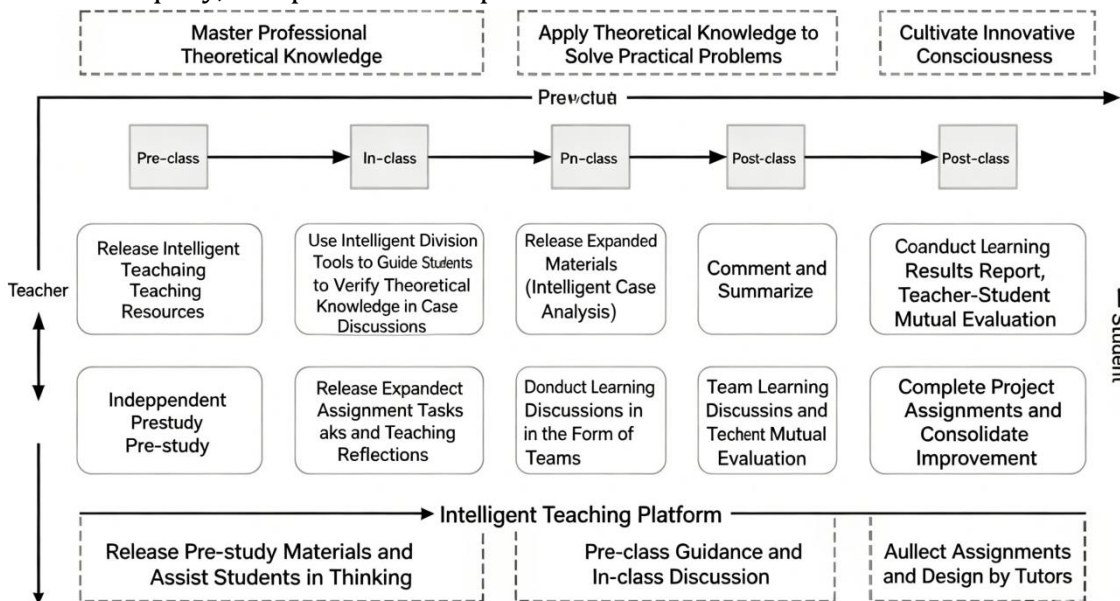 Master Professional
Theoretical Knowledge
Apply Theoretical Knowledge to
Solve Practical Problems
Cultivate Innovative
Consciousness
Pre-class
In-class
Pn-class
Post-class
Post-class
Release Intelligent
Teachaing
Teaching
Resources
Use Intelligent Division
Tools to Guide Students
to Verify Theoretical
Knowledge in Case
Discussions
Release Expanded
Materials
(Intelligent Case
Analysis)
Comment and
Summarize
Coanduct Learning
Results Report,
Teacher-Student
Mutual Evaluation
Teacher
Student
Indeppendent
Prestudy
Pre-study
Release Expandect
Assignment Tasks
aks and Teaching
Reflections
Donduct Learning
Discussions in
in the Form of
Teams
Team Learning
Discussins and
Techent Mutual
Evaluation
Complete Project
Assignments and
Consolidate
Improvement
Intelligent Teaching Platform
Release Pre-study Materials and
Assist Students in Thinking
Pre-class Guidance and
In-class Discussion
Aullect Assignments
and Design by Tutors